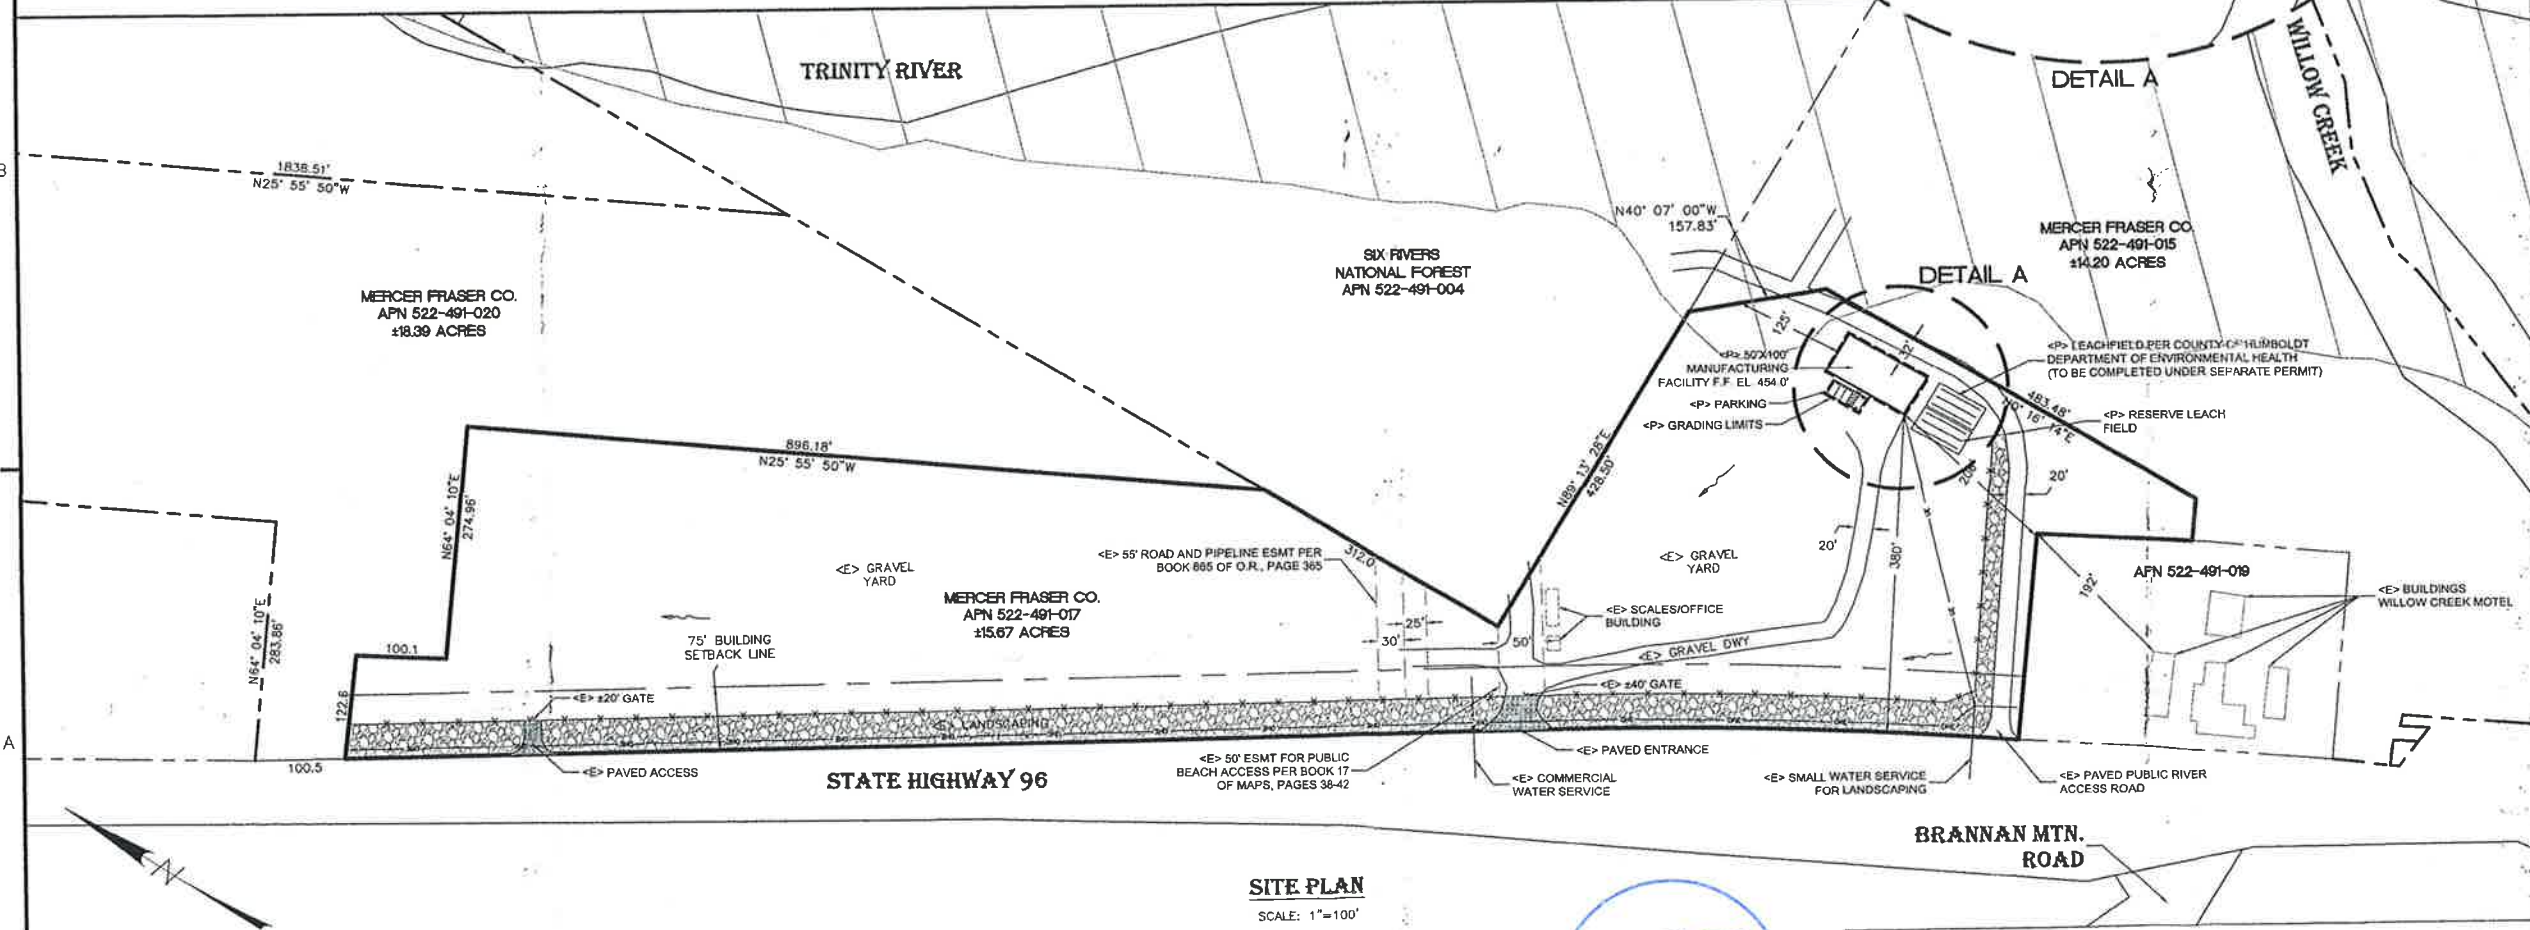 TRINITY RIVER
DETAIL A
WILLOW CREEK
B
1838.51'
N25° 55' 50"W
N40° 07' 00"W
157.83'
MERCER FRASER CO.
APN 522-491-015
±14.20 ACRES
SIX RIVERS
NATIONAL FOREST
APN 522-491-004
DETAIL A
MERCER FRASER CO.
APN 522-491-020
±18.39 ACRES
125'
32'
<P> 50'X100'
MANUFACTURING
FACILITY F.F. EL. 454.0'
<P> LEACHFIELD PER COUNTY OF HUMBOLDT
DEPARTMENT OF ENVIRONMENTAL HEALTH
(TO BE COMPLETED UNDER SEPARATE PERMIT)
<P> PARKING
<P> GRADING LIMITS
483.48'
N0° 16' 14"E
<P> RESERVE LEACH
FIELD
896.18'
N25° 55' 50"W
N89° 13' 28"E
428.50'
20'
N64° 04' 10"E
274.96'
<E> GRAVEL
YARD
<E> 55' ROAD AND PIPELINE ESMT PER
BOOK 865 OF O.R., PAGE 365
312.0
<E> GRAVEL
YARD
20'
380'
192'
APN 522-491-019
<E> BUILDINGS
WILLOW CREEK MOTEL
MERCER FRASER CO.
APN 522-491-017
±15.67 ACRES
<E> SCALES/OFFICE
BUILDING
25'
30'
50'
N64° 04' 10"E
283.86'
100.1
75' BUILDING
SETBACK LINE
<E> GRAVEL DWY
122.6
<E> ±20' GATE
<E> ±40' GATE
<E> LANDSCAPING
A
100.5
<E> PAVED ACCESS
STATE HIGHWAY 96
<E> 50' ESMT FOR PUBLIC
BEACH ACCESS PER BOOK 17
OF MAPS, PAGES 38-42
<E> PAVED ENTRANCE
<E> COMMERCIAL
WATER SERVICE
<E> SMALL WATER SERVICE
FOR LANDSCAPING
<E> PAVED PUBLIC RIVER
ACCESS ROAD
BRANNAN MTN.
ROAD
N
SITE PLAN
SCALE: 1"=100'